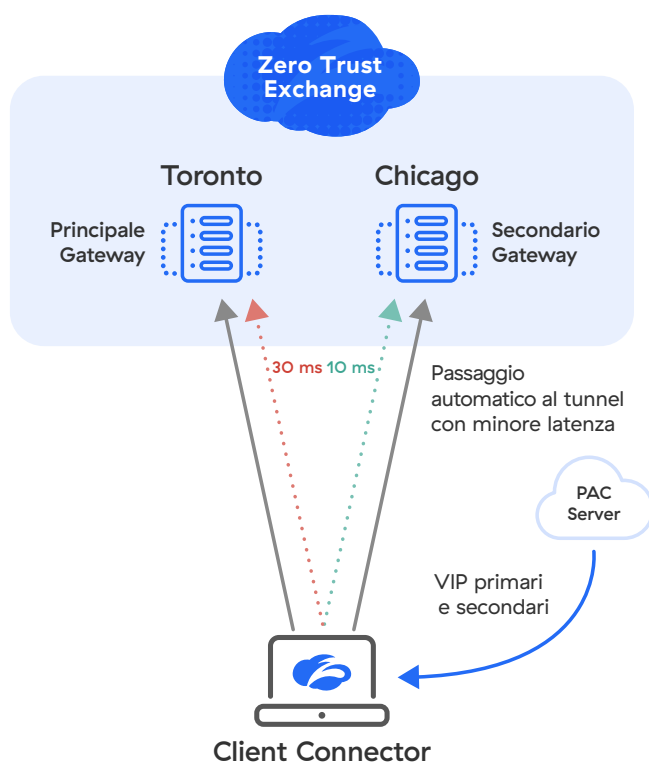 Zero Trust
Exchange
Toronto
Chicago
Principale
Gateway
Secondario
Gateway
30 ms
10 ms
Passaggio
automatico al tunnel
con minore latenza
PAC
Server
VIP primari
e secondari
Client Connector